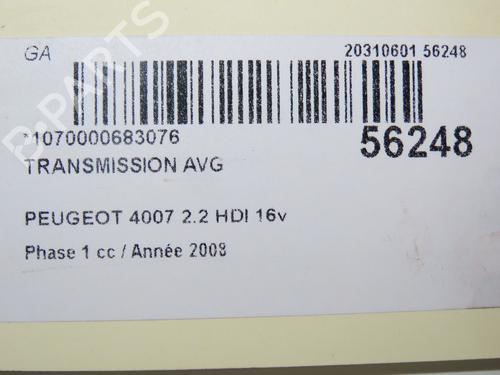 GA
20310601 56248
*1070000683076
56248
TRANSMISSION AVG
PEUGEOT 4007 2.2 HDI 16v
Phase 1 cc / Année 2008
B-PARTS